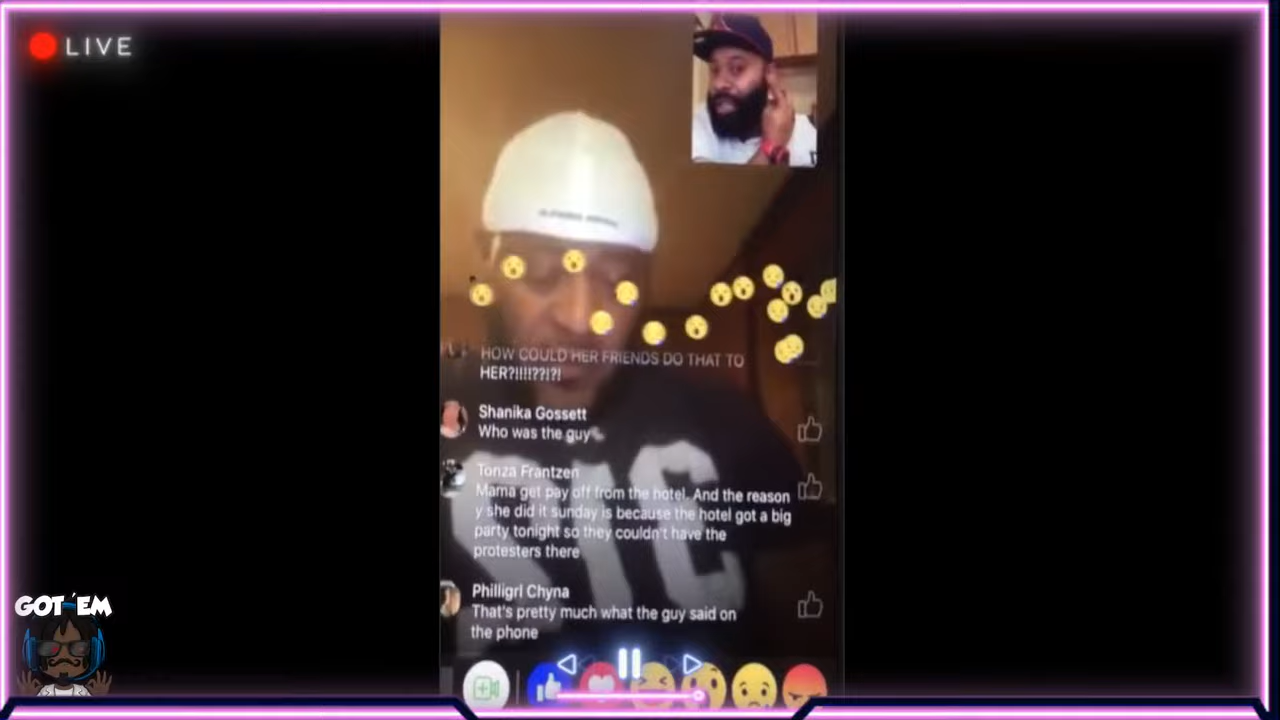 LIVE
HOW COULD HER FRIENDS DO THAT TO
HER?!!!!??!?!
Shanika Gossett
Who was the guy
Tonza Frantzen
Mama get pay off from the hotel. And the reason
y she did it sunday is because the hotel got a big
party tonight so they couldn't have the
protesters there
Philligrl Chyna
That's pretty much what the guy said on
the phone
GOT 'EM